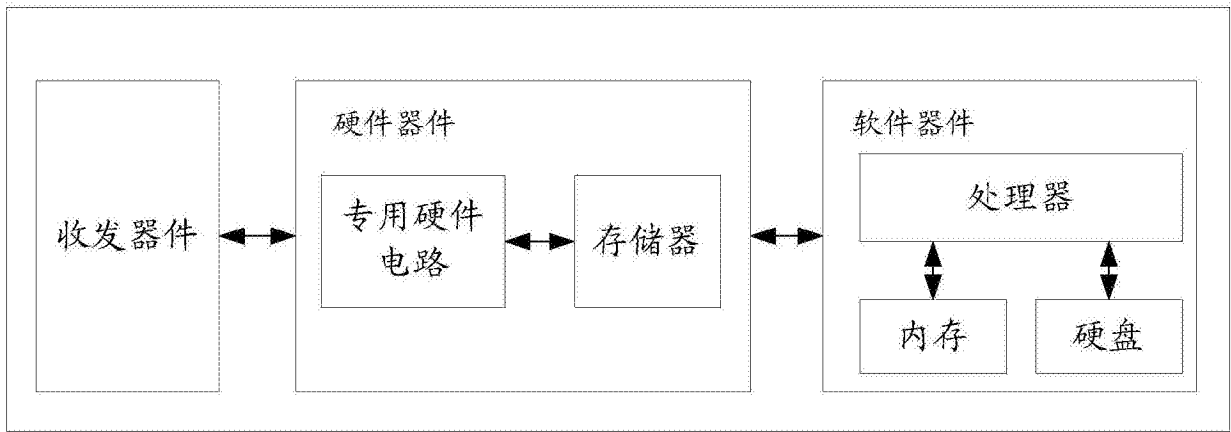 收发器件
硬件器件
专用硬件
电路
存储器
软件器件
处理器
内存
硬盘